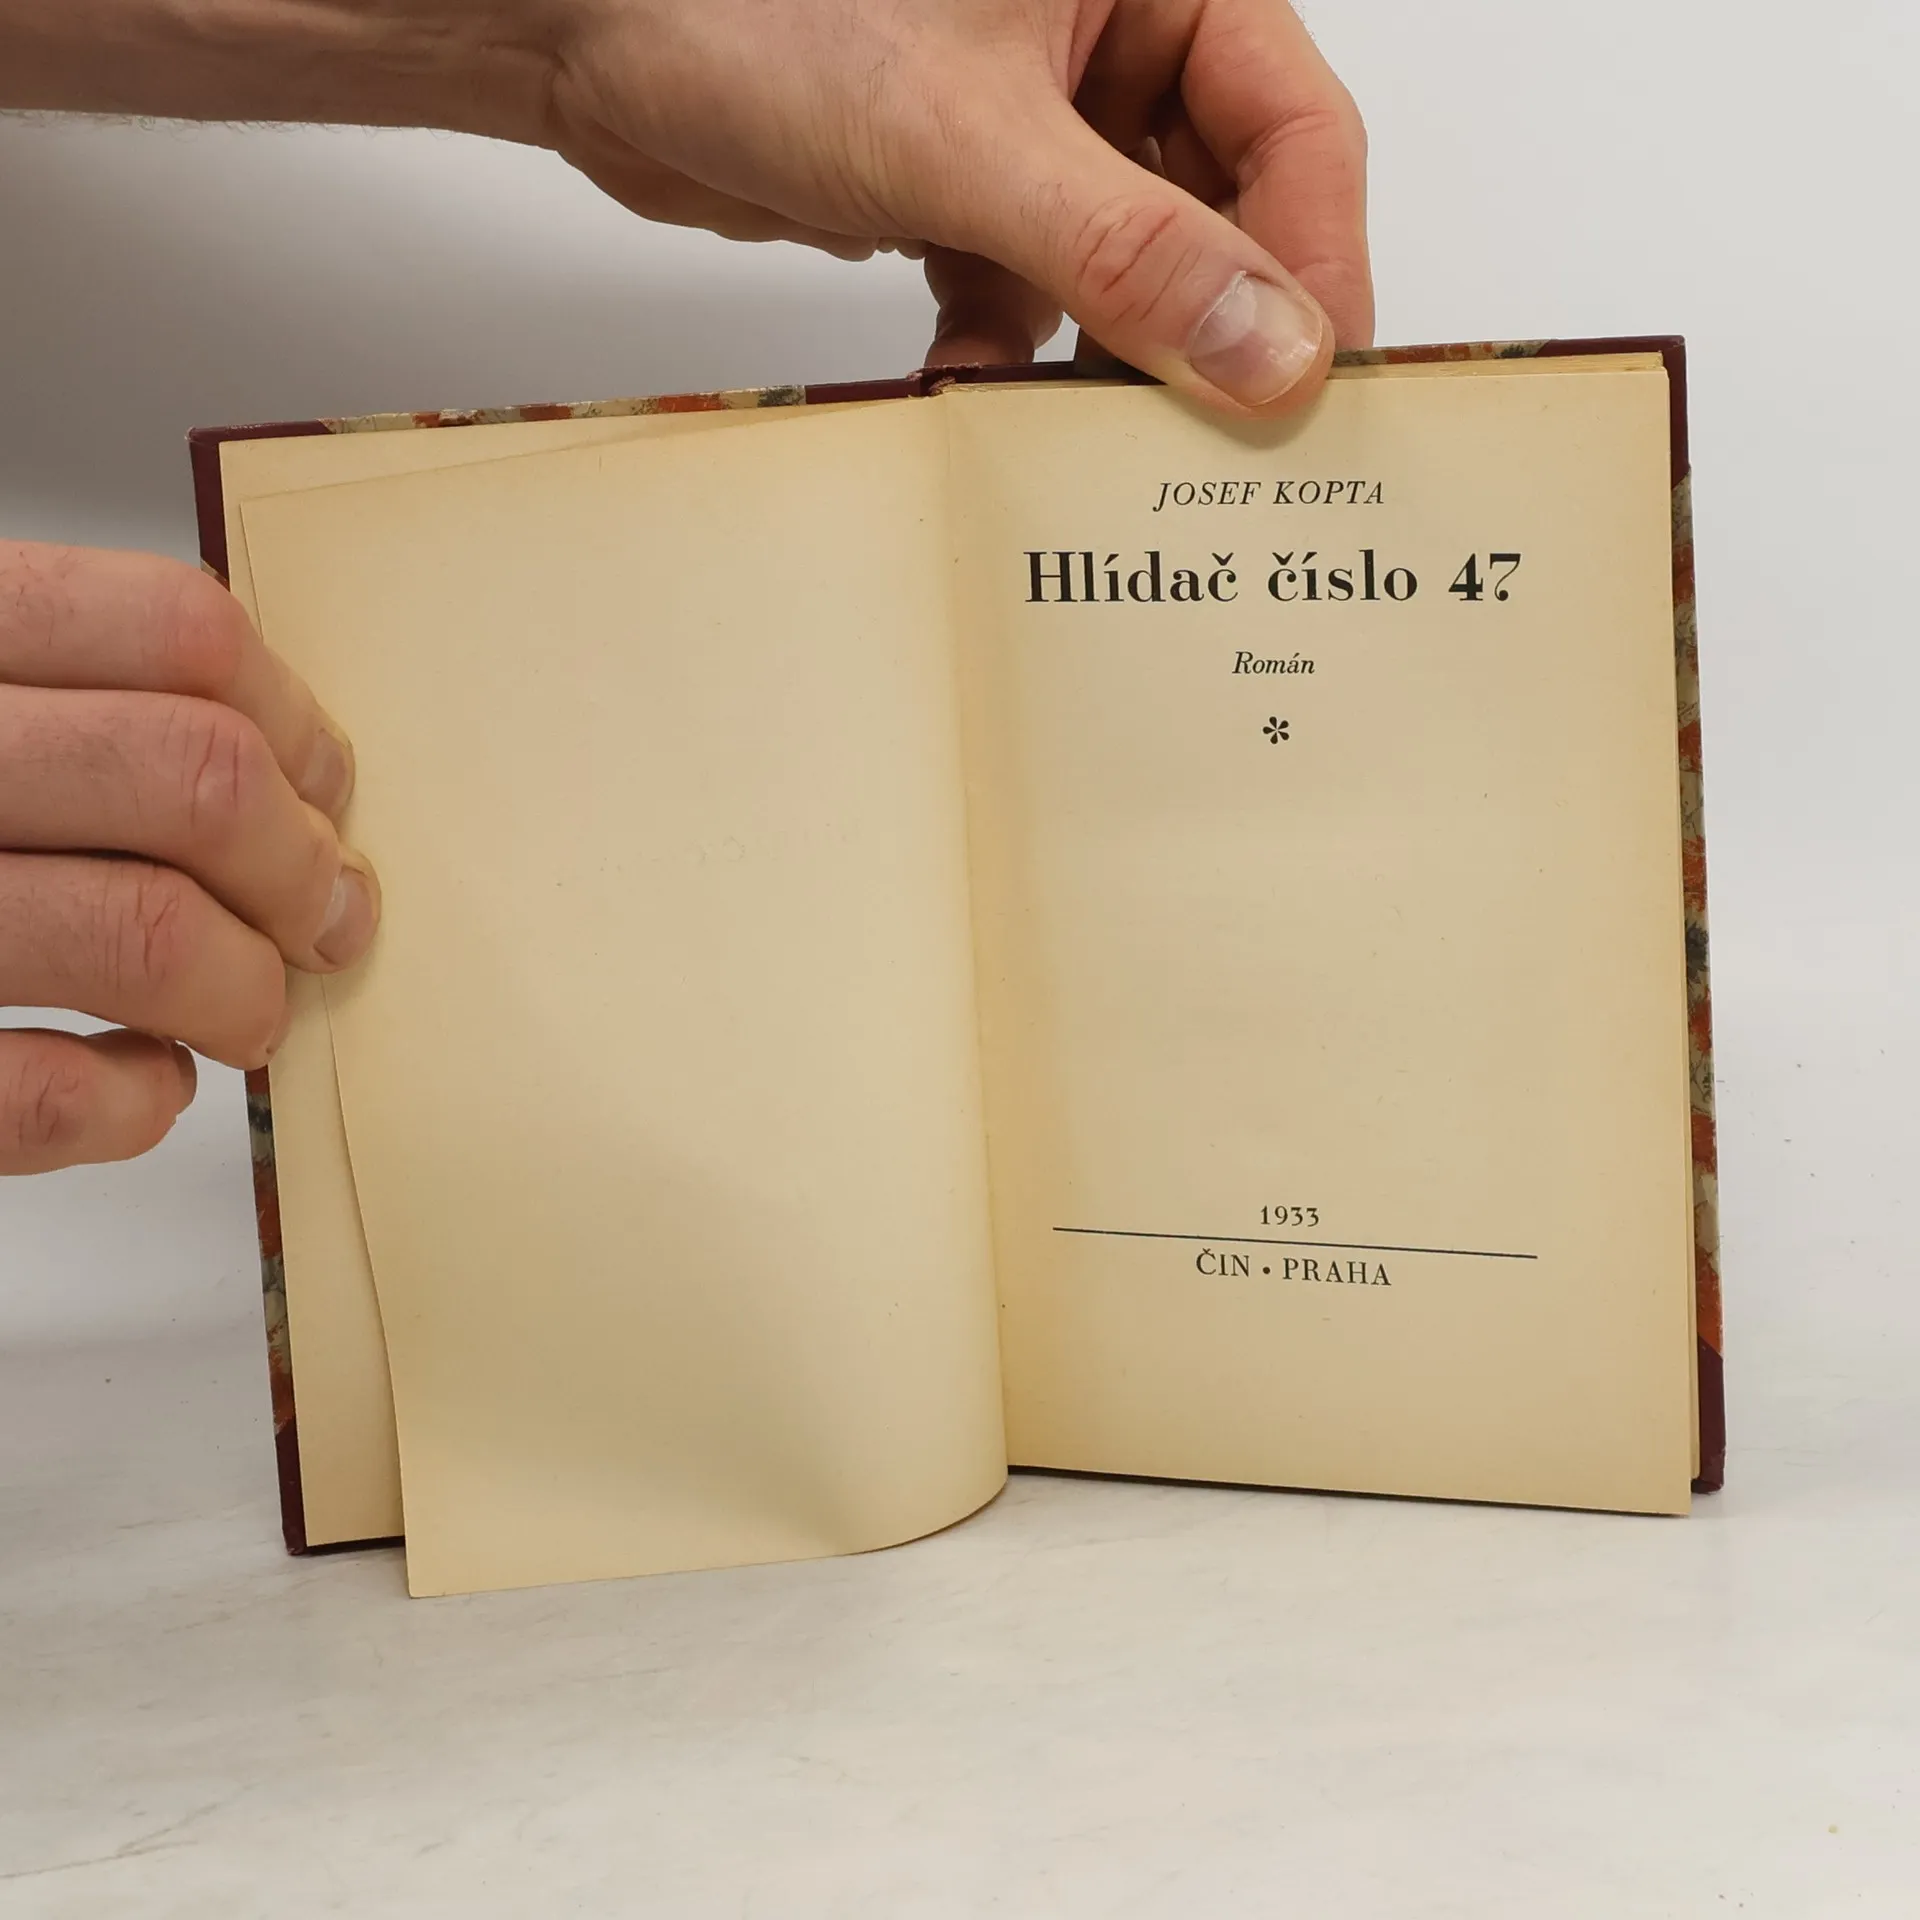 JOSEF KOPTA
Hlídač číslo 47
Román
*
1933
ČIN • PRAHA